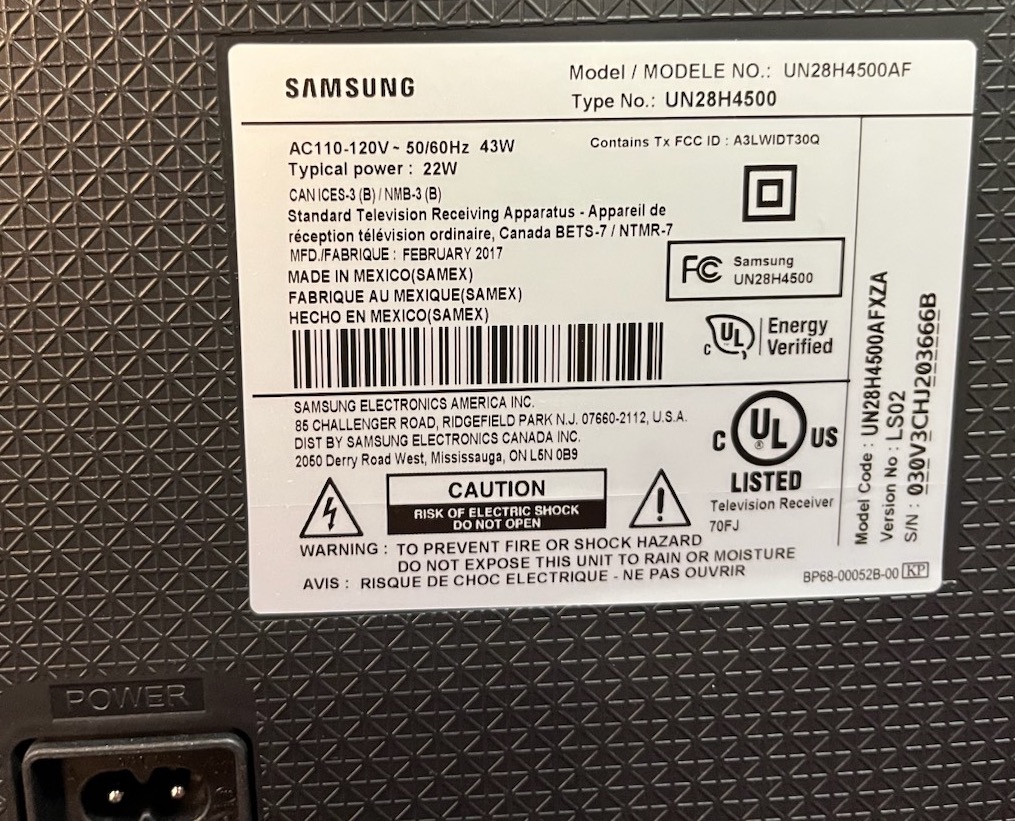 SAMSUNG
Model / MODELE NO.: UN28H4500AF
Type No.: UN28H4500
AC110-120V ~ 50/60Hz 43W
Contains Tx FCC ID : A3LWIDT30Q
Typical power : 22W
CAN ICES-3 (B) / NMB-3 (B)
Standard Television Receiving Apparatus - Appareil de
réception télévision ordinaire, Canada BETS-7 / NTMR-7
MFD./FABRIQUE : FEBRUARY 2017
MADE IN MEXICO(SAMEX)
FABRIQUE AU MEXIQUE(SAMEX)
HECHO EN MEXICO(SAMEX)
FC Samsung
UN28H4500
c UL Energy
Verified
SAMSUNG ELECTRONICS AMERICA INC.
85 CHALLENGER ROAD, RIDGEFIELD PARK N.J. 07660-2112, U.S.A.
DIST BY SAMSUNG ELECTRONICS CANADA INC.
2050 Derry Road West, Mississauga, ON L5N 0B9
c UL ® US
LISTED
Television Receiver
70FJ
CAUTION
RISK OF ELECTRIC SHOCK
DO NOT OPEN
WARNING : TO PREVENT FIRE OR SHOCK HAZARD
DO NOT EXPOSE THIS UNIT TO RAIN OR MOISTURE
AVIS : RISQUE DE CHOC ELECTRIQUE - NE PAS OUVRIR
BP68-00052B-00 KP
Model Code : UN28H4500AFXZA
Version No : LS02
S/N : 030V3CHJ203666B
POWER